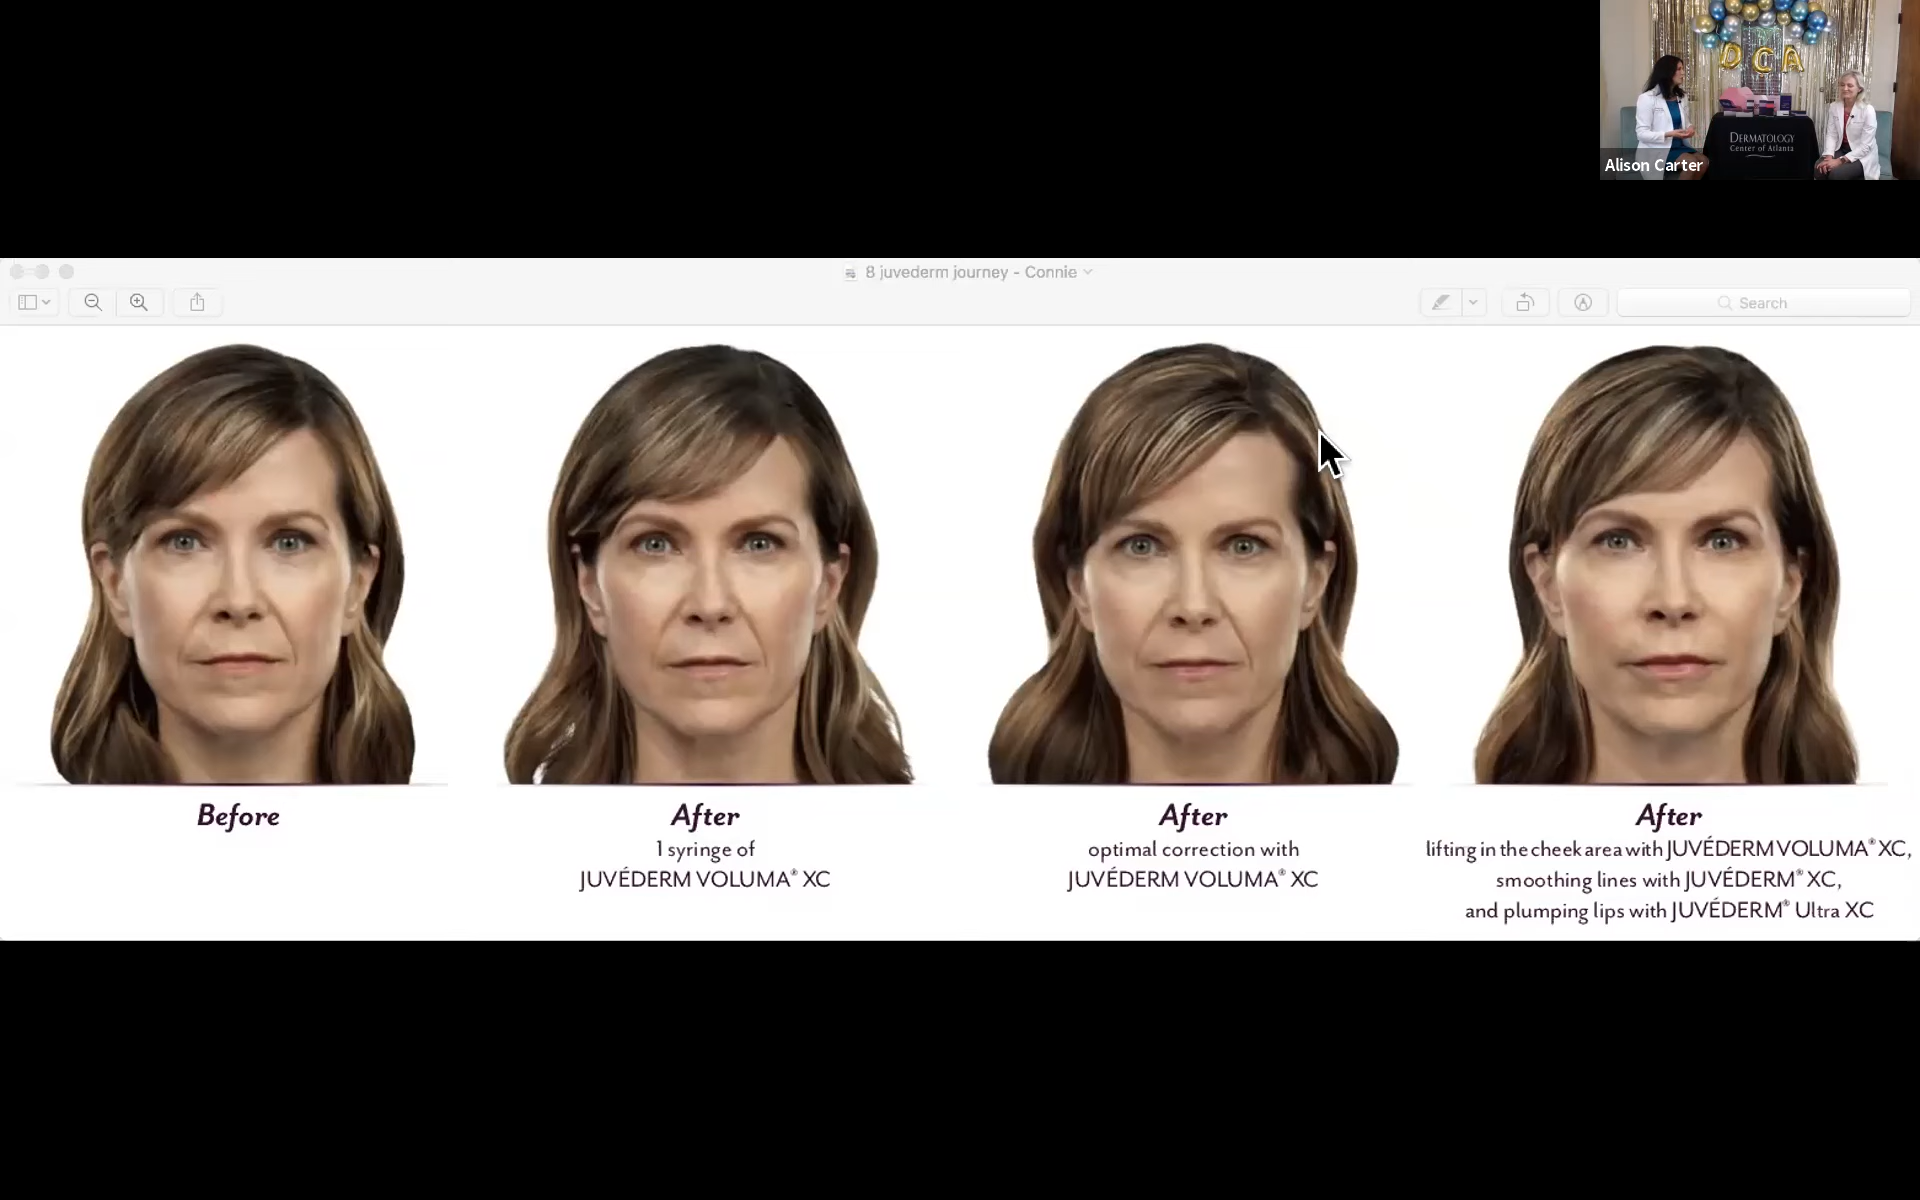 DCA
DERMATOLOGY
Center of Atlanta
Alison Carter
8 juvederm journey - Connie
Search
Before
After
1 syringe of
JUVÉDERM VOLUMA® XC
After
optimal correction with
JUVÉDERM VOLUMA® XC
After
lifting in the cheek area with JUVÉDERM VOLUMA® XC,
smoothing lines with JUVÉDERM® XC,
and plumping lips with JUVÉDERM® Ultra XC